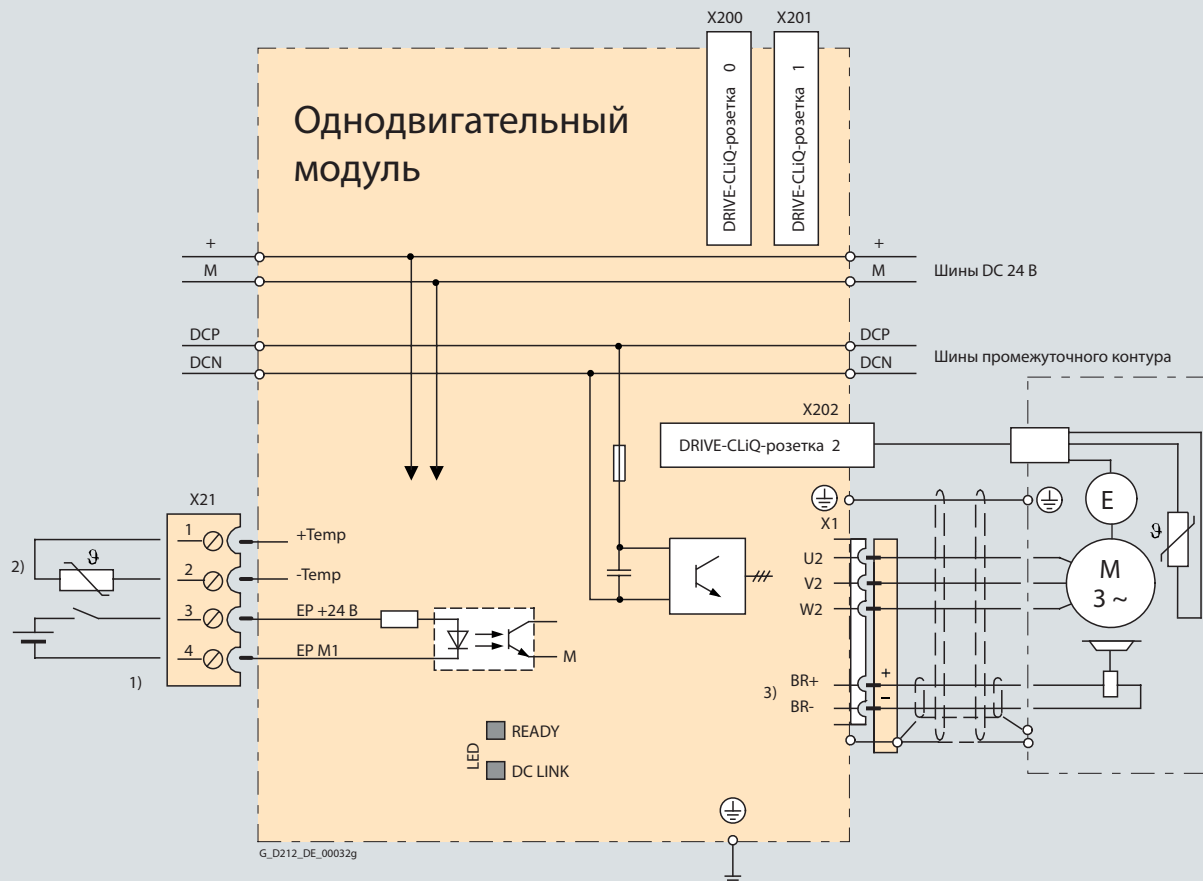 X200
X201
DRIVE-CLiQ-розетка 0
DRIVE-CLiQ-розетка 1
Однодвигательный
модуль
+
M
+
M
Шины DC 24 В
DCP
DCN
DCP
DCN
Шины промежуточного контура
X202
DRIVE-CLiQ-розетка 2
X21
X1
E
1
+Temp
ϑ
2)
2
-Temp
3
EP +24 В
4
EP M1
1)
M
U2
V2
W2
M
3 ~
ϑ
3)
BR+
BR-
+
–
LED
READY
DC LINK
G_D212_DE_00032g